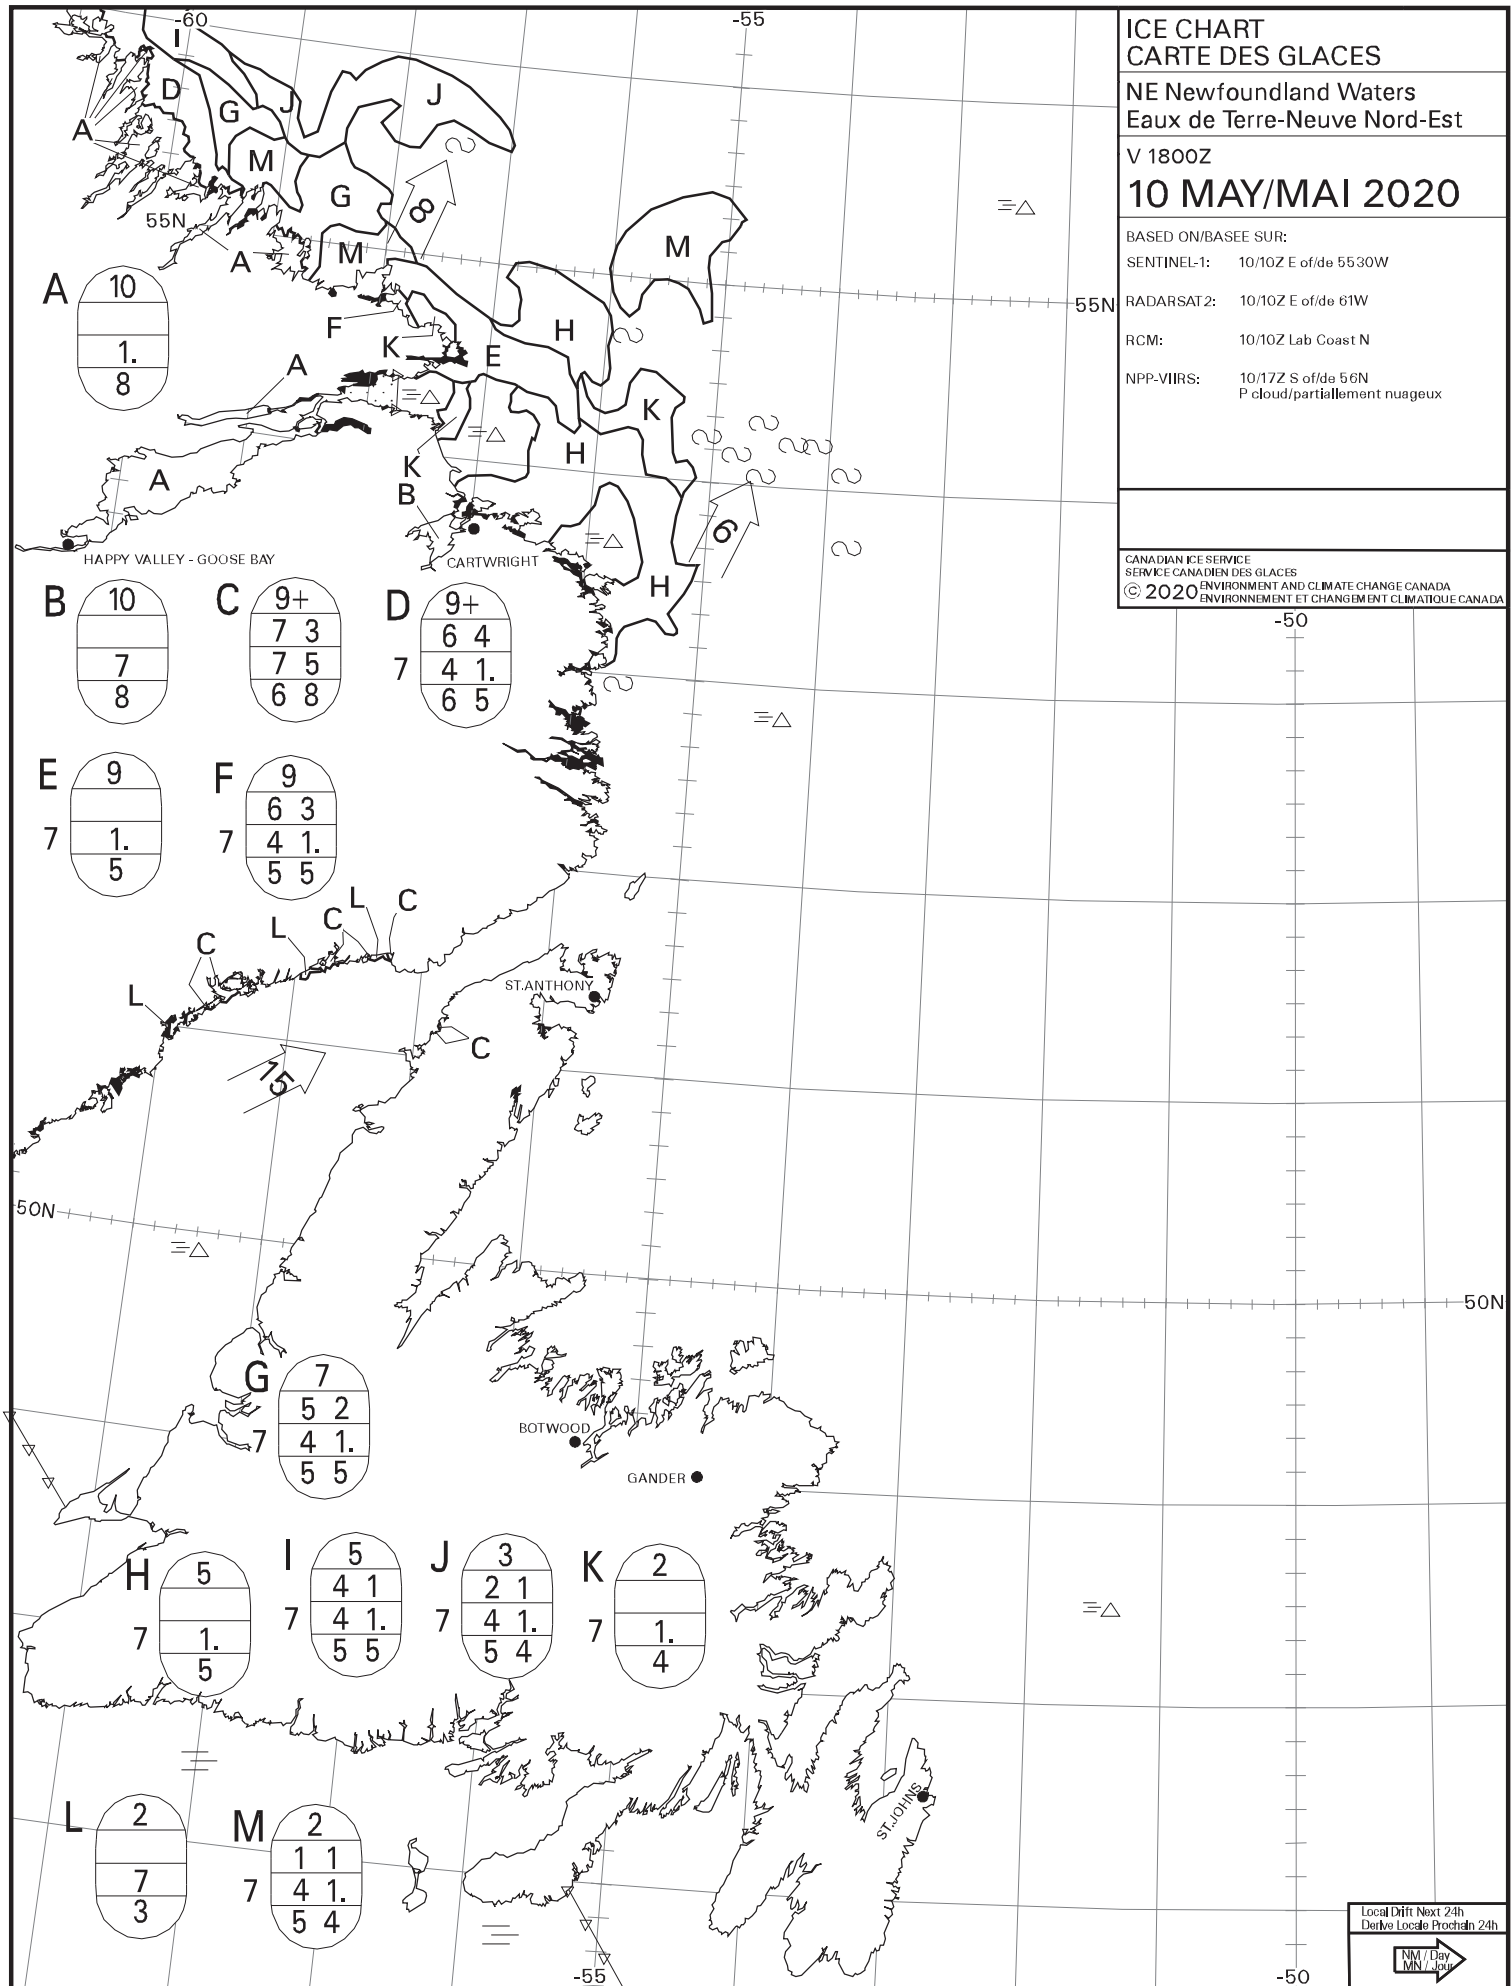 -60
-55
ICE CHART
CARTE DES GLACES
NE Newfoundland Waters
Eaux de Terre-Neuve Nord-Est
V 1800Z
10 MAY/MAI 2020
BASED ON/BASEE SUR:
SENTINEL-1: 10/10Z E of/de 5530W
RADARSAT2: 10/10Z E of/de 61W
RCM: 10/10Z Lab Coast N
NPP-VIIRS: 10/17Z S of/de 56N
P cloud/partiallement nuageux
CANADIAN ICE SERVICE
SERVICE CANADIEN DES GLACES
© 2020 ENVIRONMENT AND CLIMATE CHANGE CANADA
ENVIRONNEMENT ET CHANGEMENT CLIMATIQUE CANADA
I
D
G
J
J
A
M
G
55N
A
M
8
M
55N
F
K
E
H
A
K
K
H
B
A
6
H
HAPPY VALLEY - GOOSE BAY
CARTWRIGHT
A
10
1.
8
B
10
7
8
C
9+
7 3
7 5
6 8
D
9+
6 4
7 4 1.
6 5
-50
E
9
7 1.
5
F
9
6 3
7 4 1.
5 5
L
C
C
L
C
L
ST.ANTHONY
C
15
50N
50N
G
7
5 2
7 4 1.
5 5
BOTWOOD
GANDER
H
5
7 1.
5
I
5
4 1
7 4 1.
5 5
J
3
2 1
7 4 1.
5 4
K
2
7 1.
4
L
2
7
3
M
2
1 1
7 4 1.
5 4
ST.JOHNS
-55
-50
Local Drift Next 24h
Derive Locale Prochain 24h
NM / Day
MN / Jour